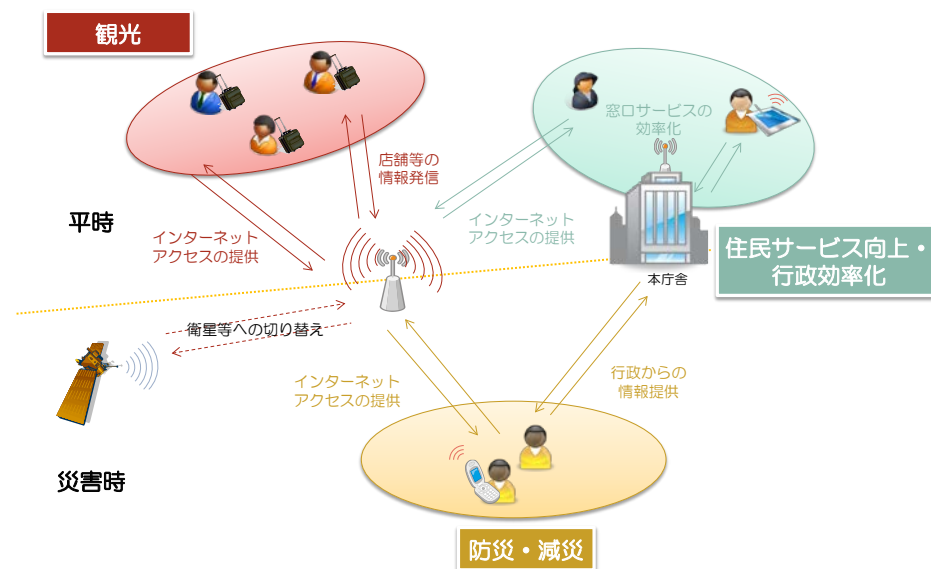 観光
窓口サービスの
効率化
店舗等の
情報発信
平時
インターネット
アクセスの提供
インターネット
アクセスの提供
住民サービス向上・
行政効率化
本庁舎
衛星等への切り替え
インターネット
アクセスの提供
行政からの
情報提供
災害時
防災・減災